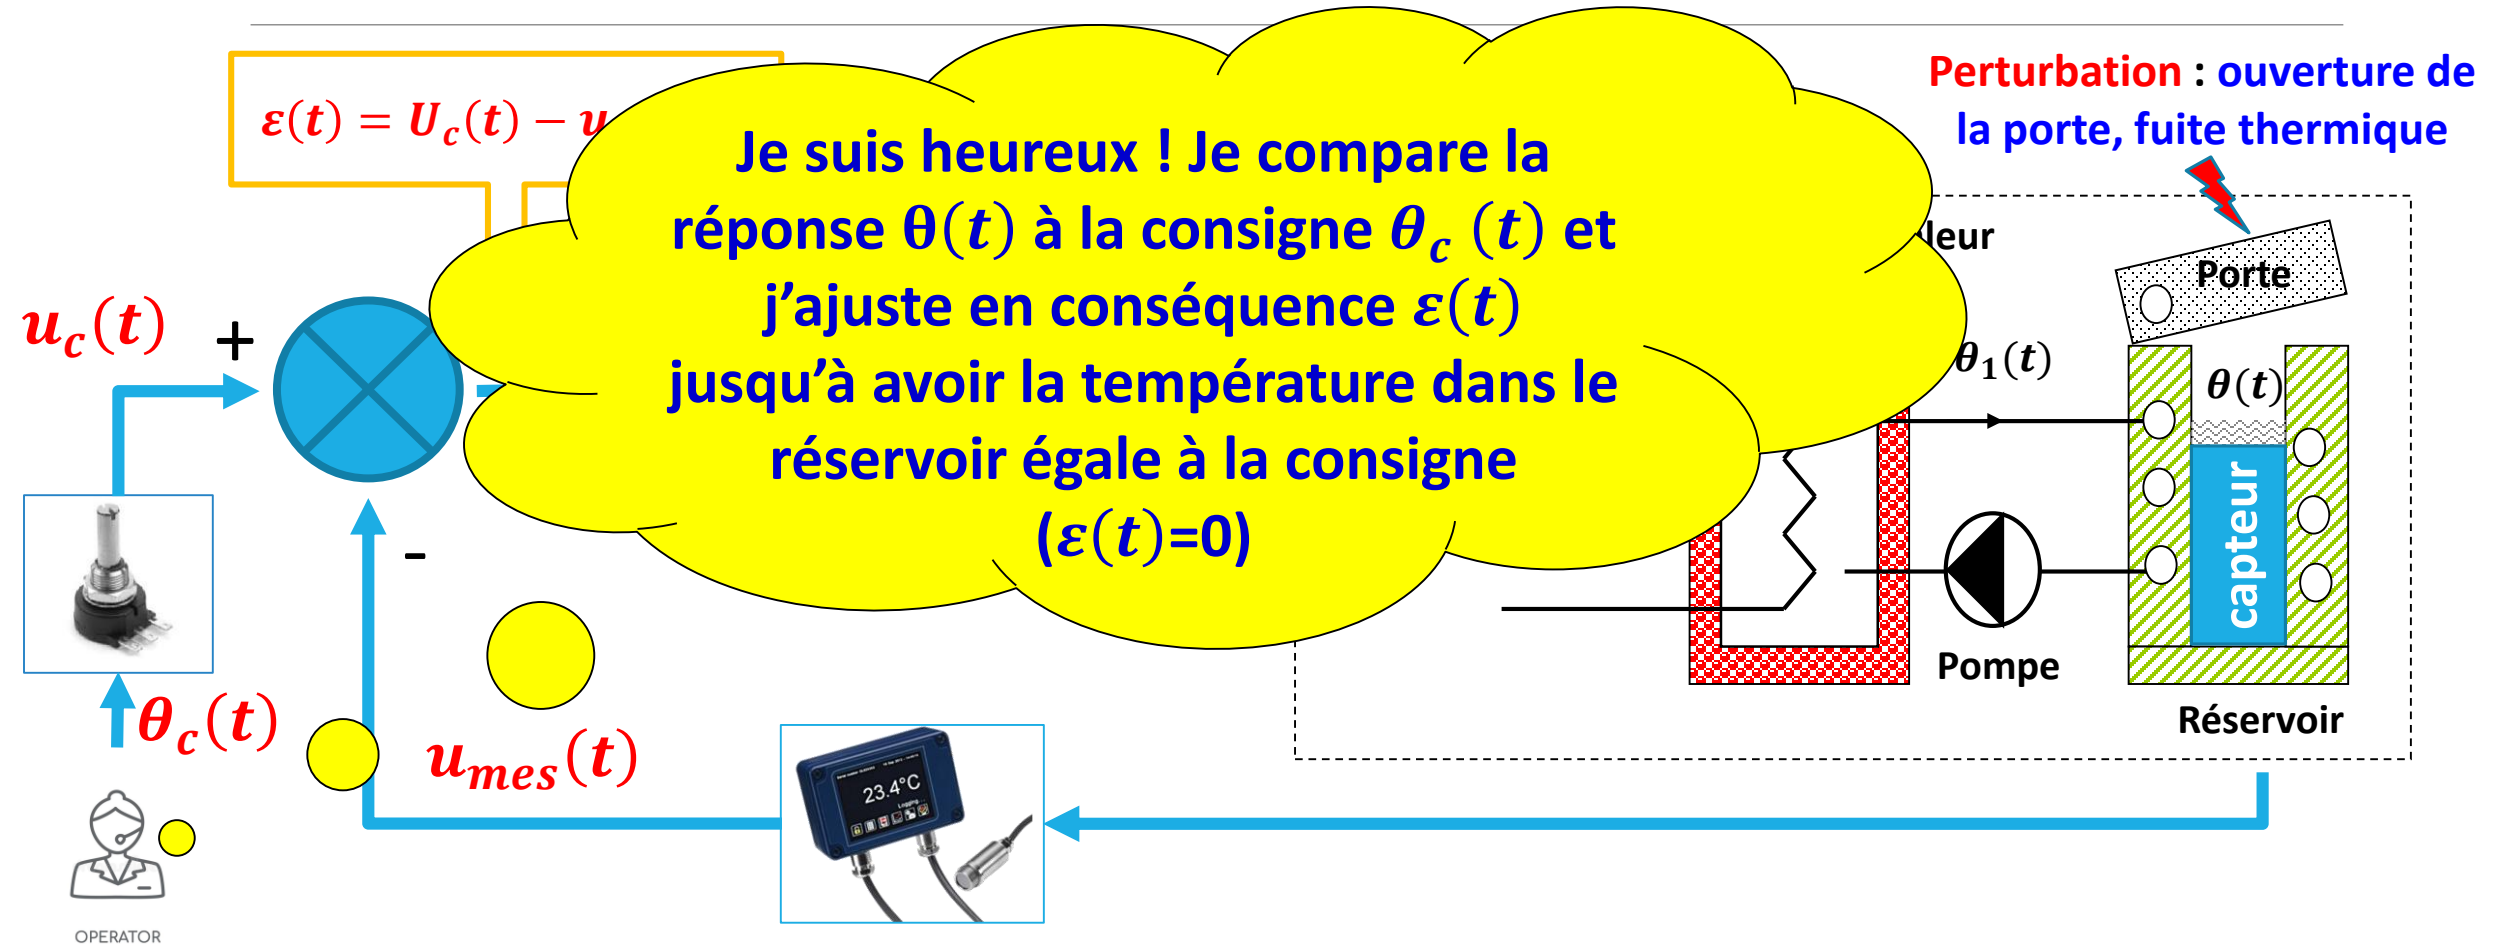 ε(t) = U_c(t) − u
Perturbation : ouverture de
la porte, fuite thermique
Je suis heureux ! Je compare la
réponse θ(t) à la consigne θ_c (t) et
j’ajuste en conséquence ε(t)
jusqu’à avoir la température dans le
réservoir égale à la consigne
(ε(t)=0)
leur
Porte
u_c(t)
+
-
θ_1(t)
θ(t)
capteur
Pompe
Réservoir
θ_c(t)
u_mes(t)
23.4°C
Logging...
OPERATOR